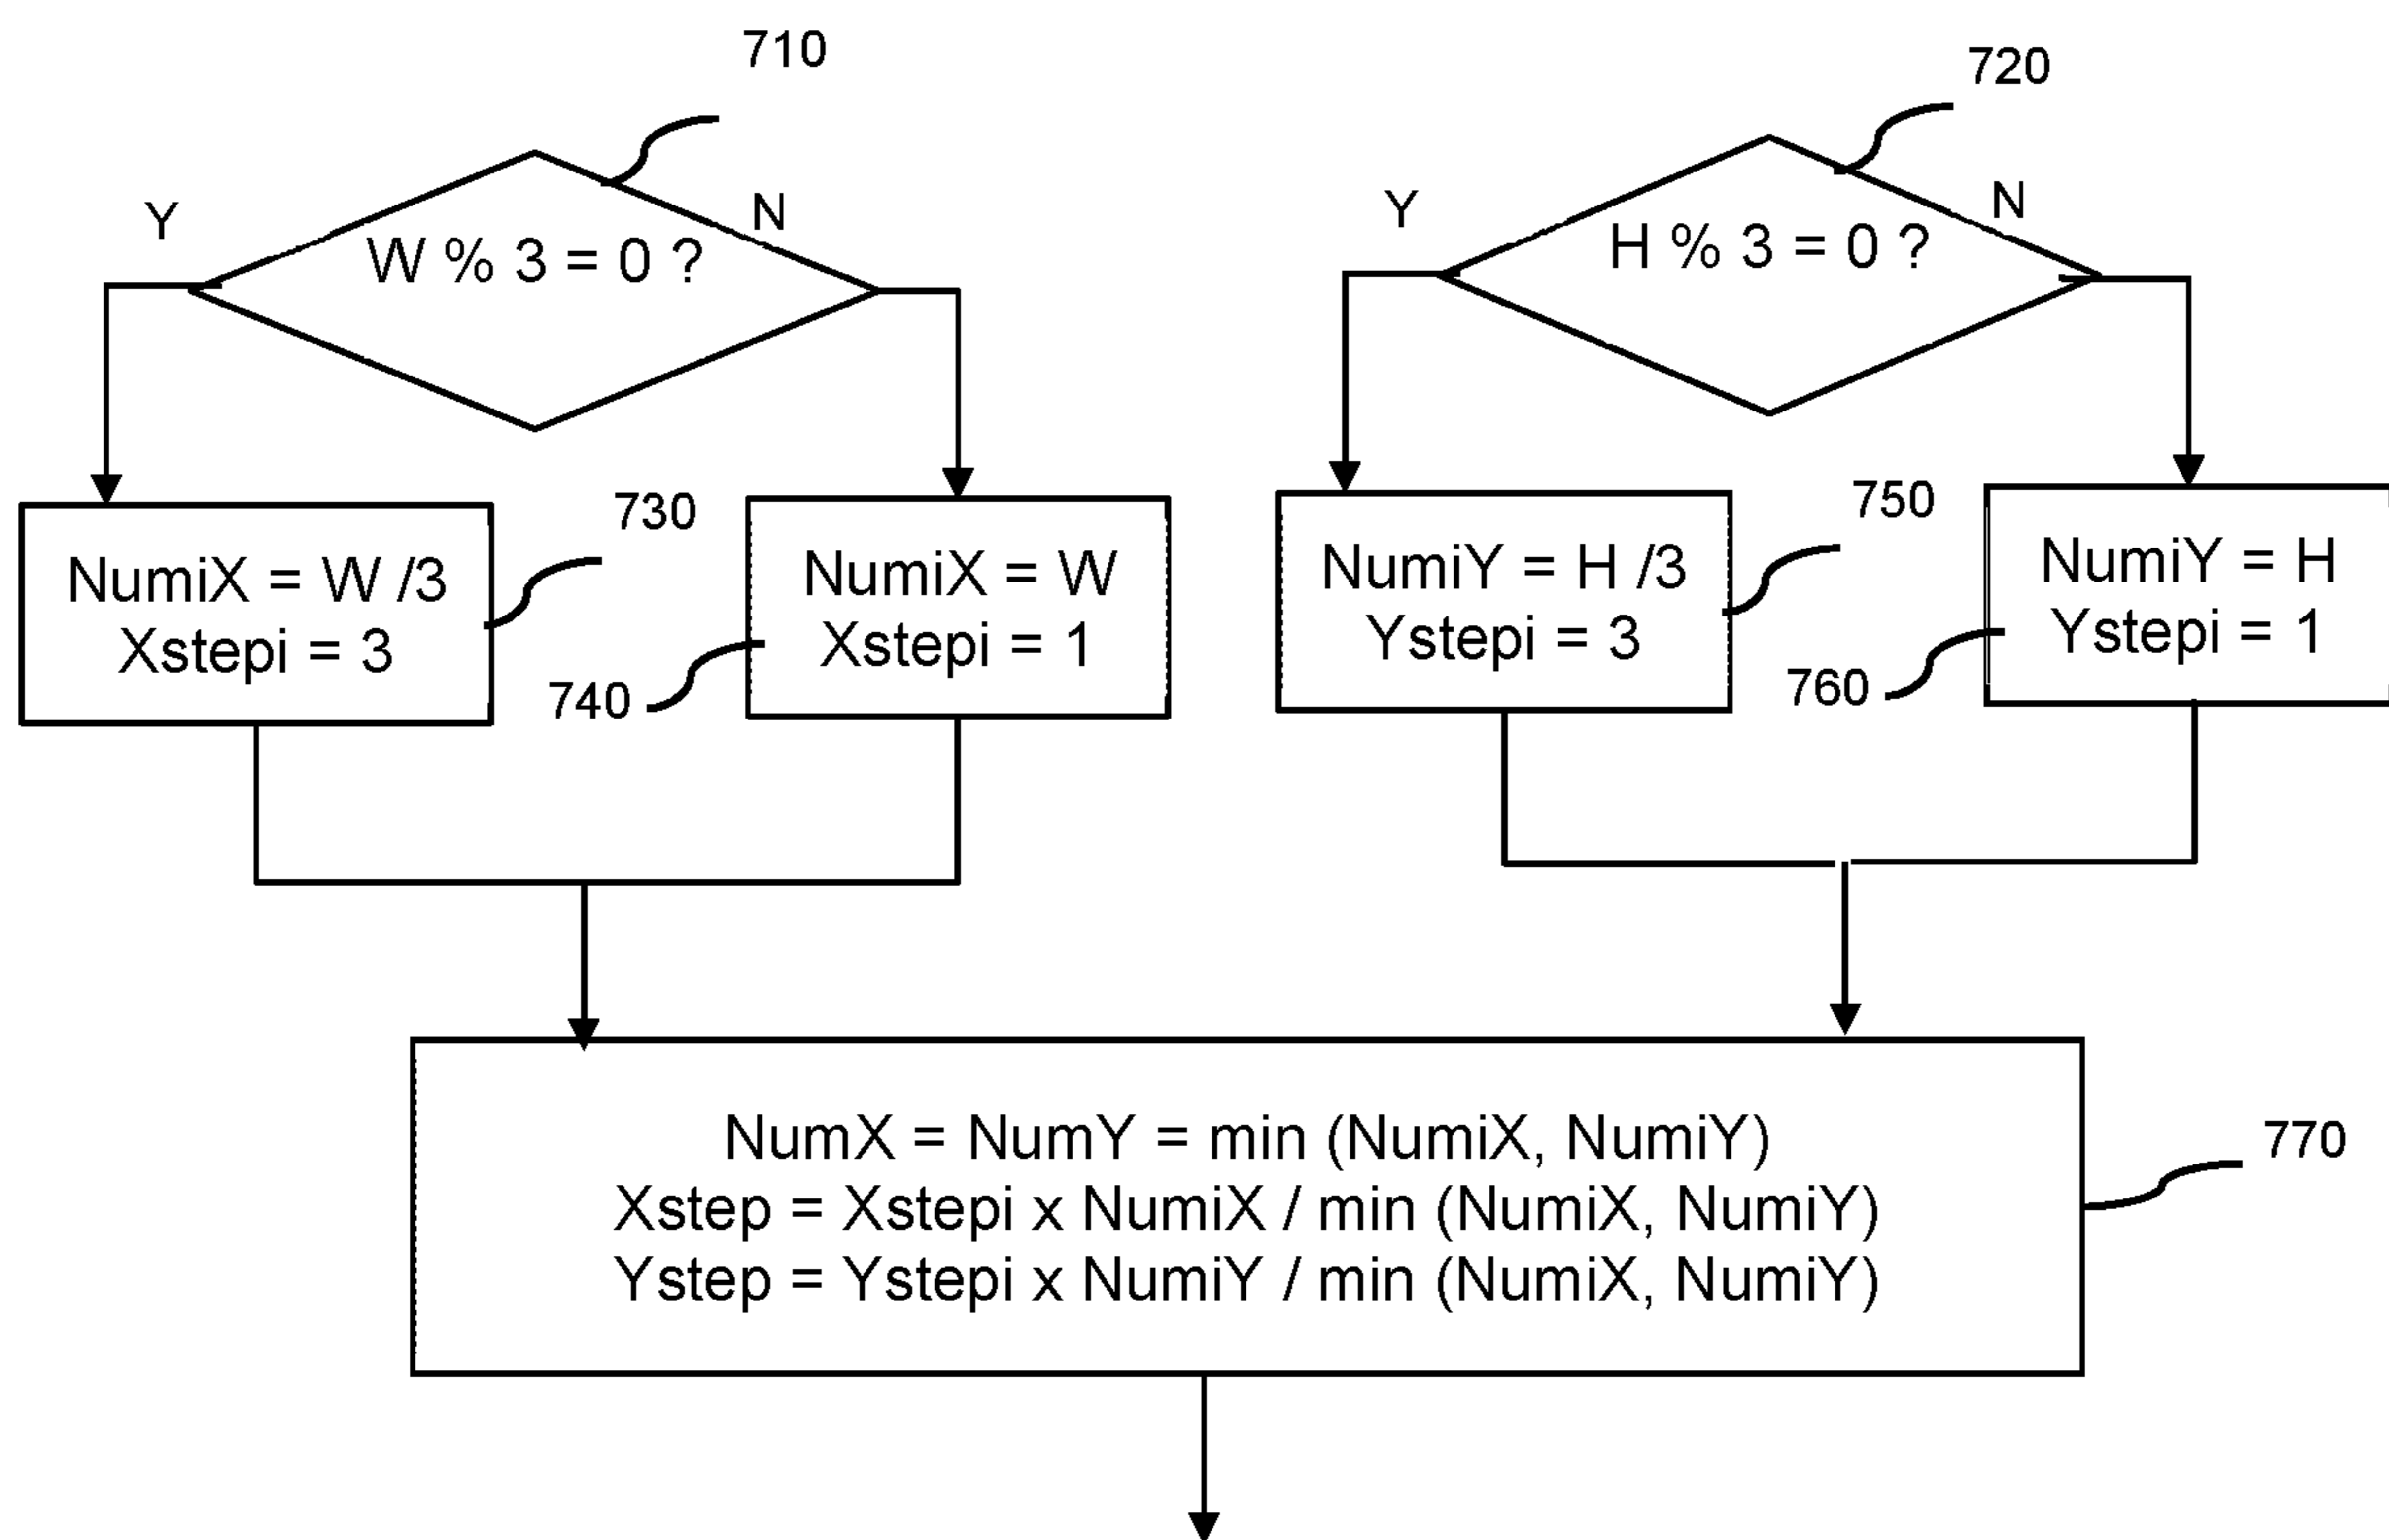 710
720
Y
N
W % 3 = 0 ?
Y
N
H % 3 = 0 ?
730
NumiX = W /3
Xstepi = 3
740
NumiX = W
Xstepi = 1
750
NumiY = H /3
Ystepi = 3
760
NumiY = H
Ystepi = 1
NumX = NumY = min (NumiX, NumiY)
Xstep = Xstepi x NumiX / min (NumiX, NumiY)
Ystep = Ystepi x NumiY / min (NumiX, NumiY)
770